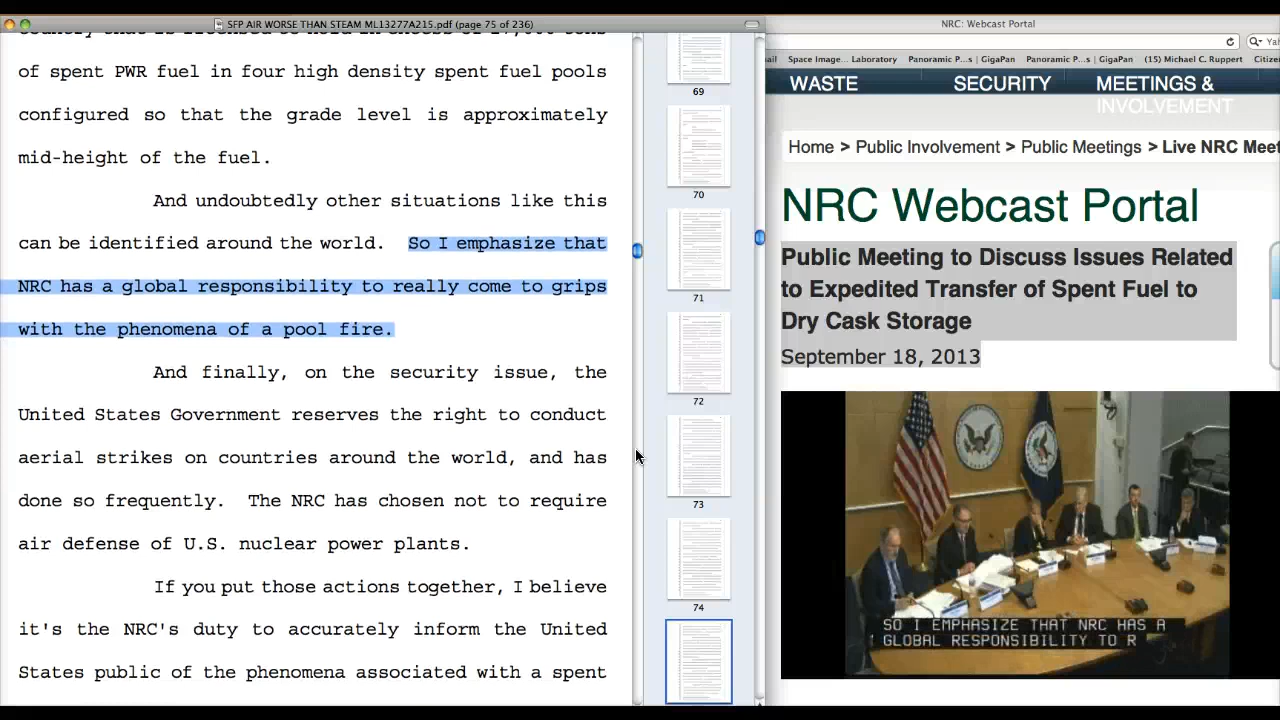 SFP AIR WORSE THAN STEAM ML13277A215.pdf (page 75 of 236)
of spent PWR fuel in four high density spent fuel pools
configured so that the grade level is approximately
mid-height of the fuel.
And undoubtedly other situations like this
can be identified around the world. So I emphasize that
NRC has a global responsibility to really come to grips
with the phenomena of a pool fire.
And finally, on the security issue, the
United States Government reserves the right to conduct
aerial strikes on countries around the world, and has
done so frequently. The NRC has chosen not to require
air defense of U.S. nuclear power plants.
If you put those actions together, I believe
it's the NRC's duty to accurately inform the United
States public of the phenomena associated with a spent
69
70
71
72
73
74
NRC: Webcast Portal
Space Image... Laboratory Panoramic ... | GigaPan Panoramic P...s (GigaPan (15) Michael C. Ruppert Citizen
WASTE SECURITY MEETINGS &
INVOLVEMENT
Home > Public Involvement > Public Meetings > Live NRC Meet
NRC Webcast Portal
Public Meeting to Discuss Issues Related
to Expedited Transfer of Spent Fuel to
Dry Cask Storage
September 18, 2013
SO I EMPHASIZE THAT NRC HAS A
GLOBAL RESPONSIBILITY TO REAL